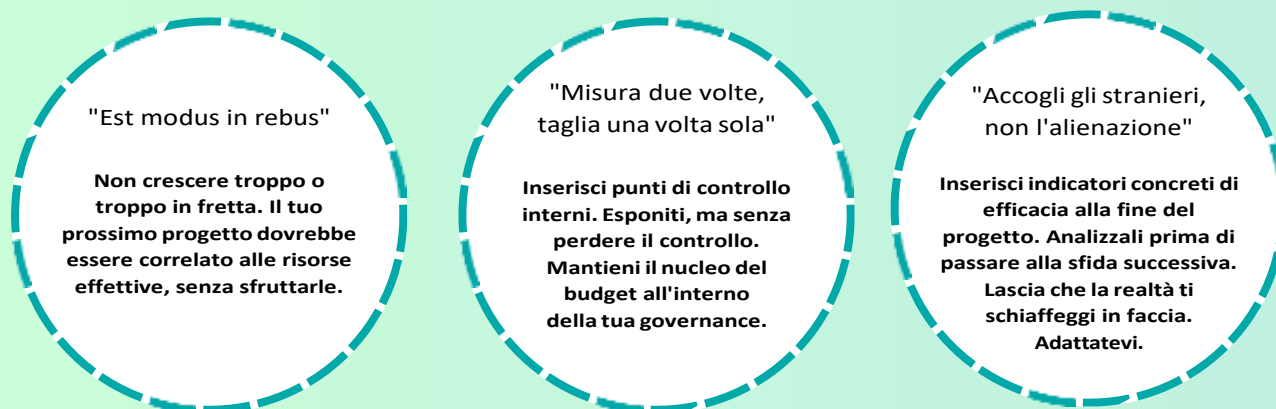 "Est modus in rebus"
Non crescere troppo o
troppo in fretta. Il tuo
prossimo progetto dovrebbe
essere correlato alle risorse
effettive, senza sfruttarle.
"Misura due volte,
taglia una volta sola"
Inserisci punti di controllo
interni. Esponiti, ma senza
perdere il controllo.
Mantieni il nucleo del
budget all'interno
della tua governance.
"Accogli gli stranieri,
non l'alienazione"
Inserisci indicatori concreti di
efficacia alla fine del
progetto. Analizzali prima di
passare alla sfida successiva.
Lascia che la realtà ti
schiaffeggi in faccia.
Adattatevi.